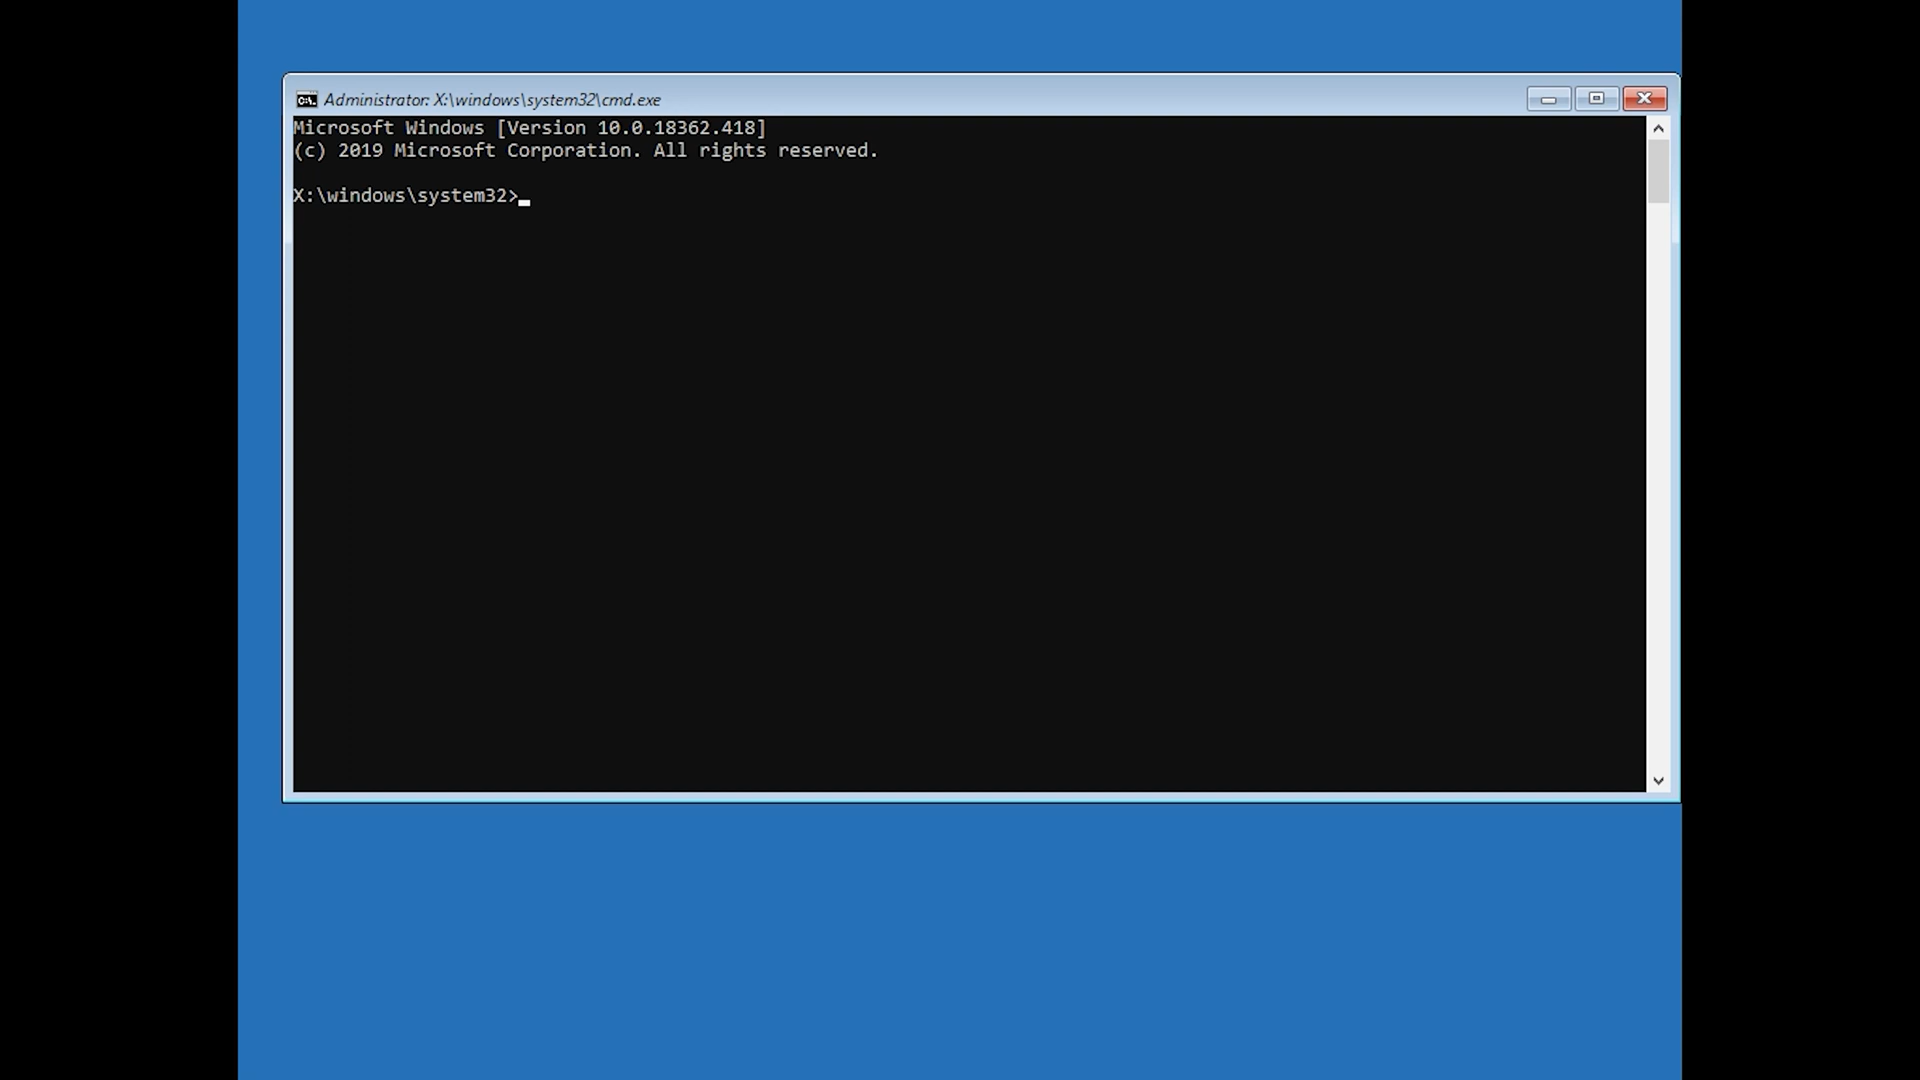 Administrator: X:\windows\system32\cmd.exe
Microsoft Windows [Version 10.0.18362.418]
(c) 2019 Microsoft Corporation. All rights reserved.
X:\windows\system32>